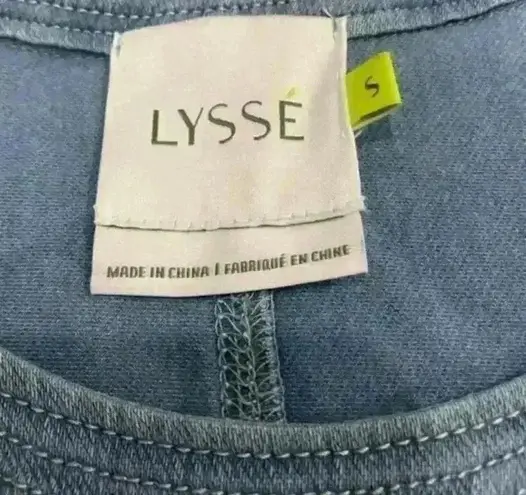 LYSSÉ
S
MADE IN CHINA | FABRIQUÉ EN CHINE